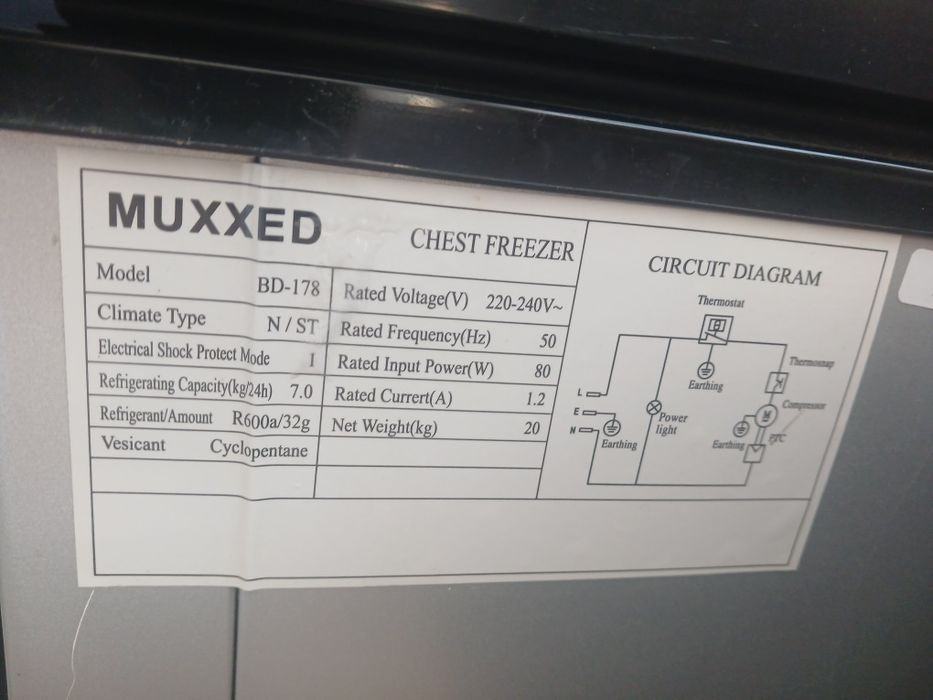 MUXXED
CHEST FREEZER
Model BD-178
Climate Type N / ST
Electrical Shock Protect Mode I
Refrigerating Capacity(kg/24h) 7.0
Refrigerant/Amount R600a/32g
Vesicant Cyclopentane
Rated Voltage(V) 220-240V~
Rated Frequency(Hz) 50
Rated Input Power(W) 80
Rated Currert(A) 1.2
Net Weight(kg) 20
CIRCUIT DIAGRAM
Thermostat
Earthing
Thermosnap
Compressor
L
E
N
Earthing
Power
light
M
Earthing
PTC